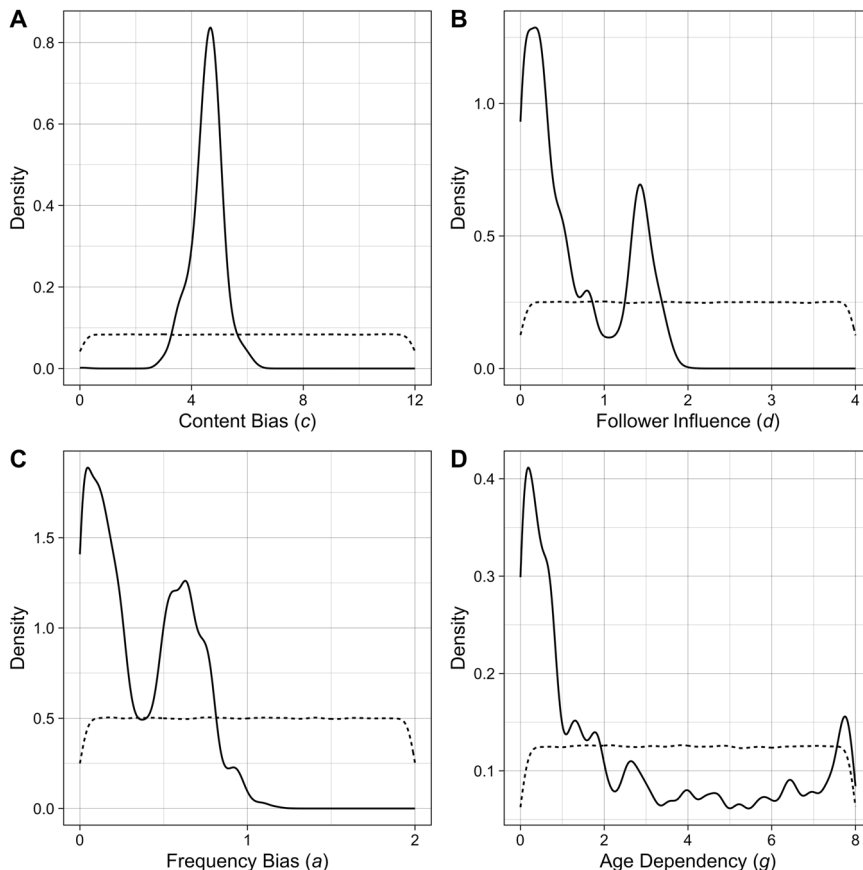 A
Density
0.8
0.6
0.4
0.2
0.0
0 4 8 12
Content Bias (c)
B
Density
1.0
0.5
0.0
0 1 2 3 4
Follower Influence (d)
C
Density
1.5
1.0
0.5
0.0
0 1 2
Frequency Bias (a)
D
Density
0.4
0.3
0.2
0.1
0 2 4 6 8
Age Dependency (g)